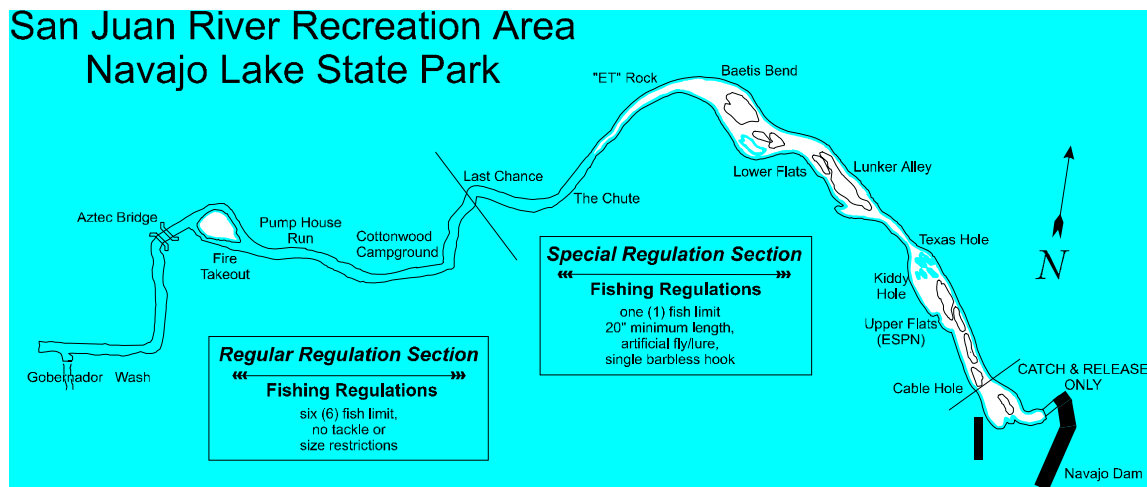 San Juan River Recreation Area
Navajo Lake State Park
"ET" Rock
Baetis Bend
Lower Flats
Lunker Alley
Last Chance
The Chute
Aztec Bridge
Pump House
Run
Fire
Takeout
Cottonwood
Campground
Texas Hole
Kiddy
Hole
Upper Flats
(ESPN)
Cable Hole
CATCH & RELEASE
ONLY
Navajo Dam
N
Special Regulation Section
Fishing Regulations
one (1) fish limit
20" minimum length,
artificial fly/lure,
single barbless hook
Regular Regulation Section
Fishing Regulations
six (6) fish limit,
no tackle or
size restrictions
Gobernador Wash